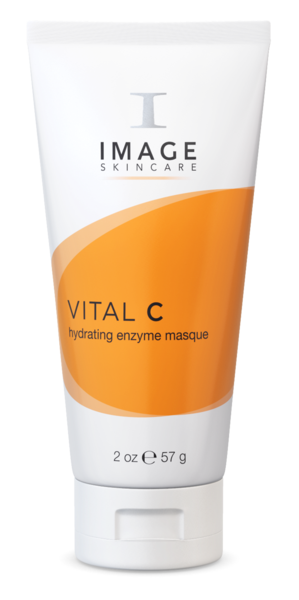 I
IMAGE
SKINCARE
VITAL C
hydrating enzyme masque
2 oz ℮ 57 g